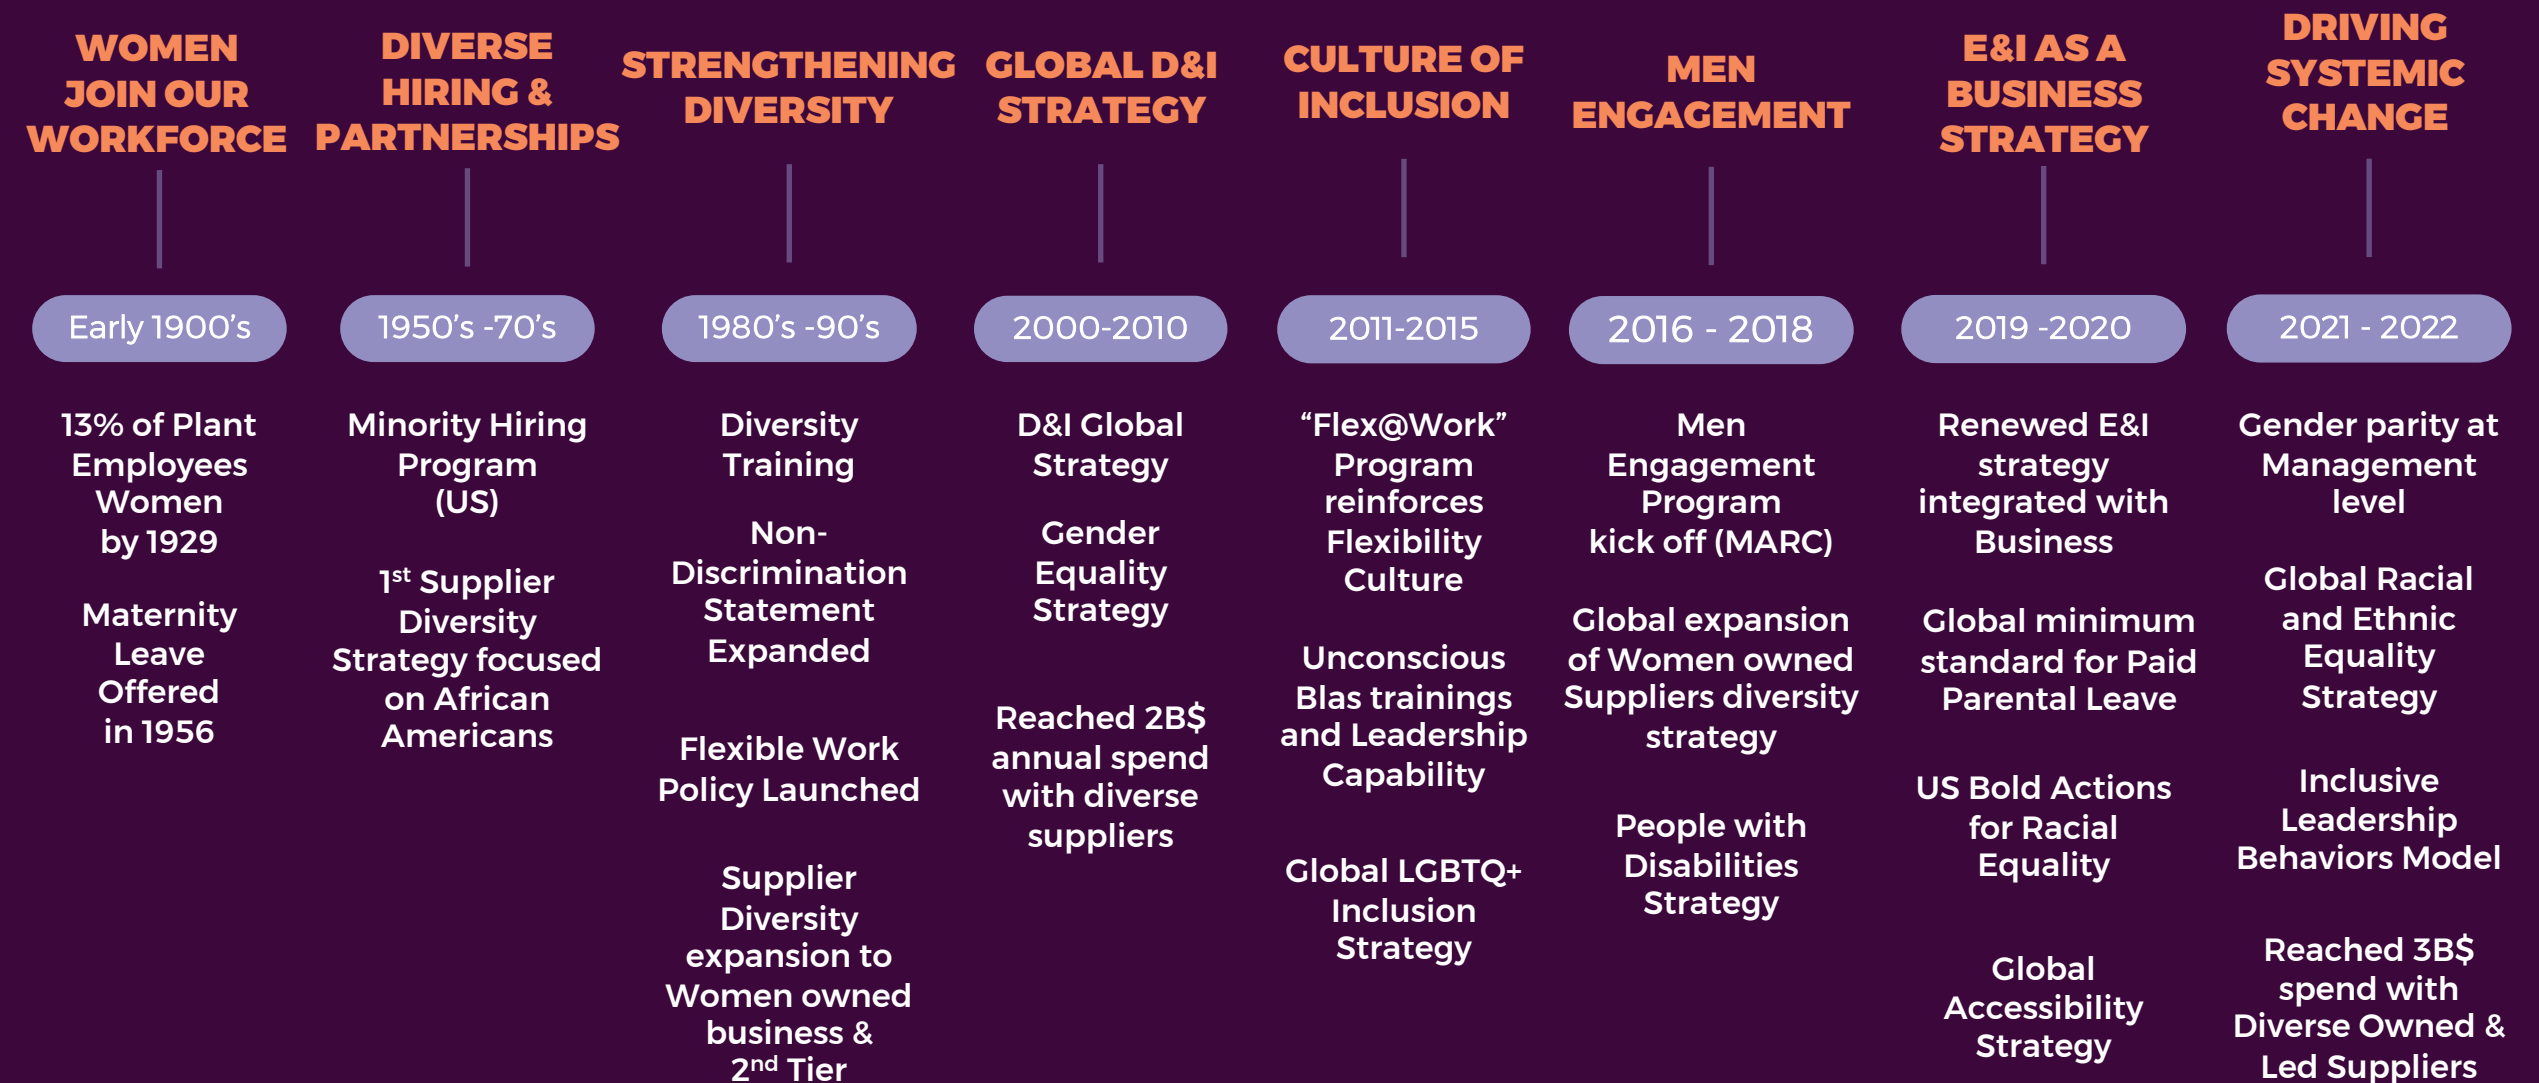 WOMEN
JOIN OUR
WORKFORCE
Early 1900’s
13% of Plant
Employees
Women
by 1929
Maternity
Leave
Offered
in 1956
DIVERSE
HIRING &
PARTNERSHIPS
1950’s -70’s
Minority Hiring
Program
(US)
1st Supplier
Diversity
Strategy focused
on African
Americans
STRENGTHENING
DIVERSITY
1980’s -90’s
Diversity
Training
Non-
Discrimination
Statement
Expanded
Flexible Work
Policy Launched
Supplier
Diversity
expansion to
Women owned
business &
2nd Tier
GLOBAL D&I
STRATEGY
2000-2010
D&I Global
Strategy
Gender
Equality
Strategy
Reached 2B$
annual spend
with diverse
suppliers
CULTURE OF
INCLUSION
2011-2015
“Flex@Work”
Program
reinforces
Flexibility
Culture
Unconscious
Blas trainings
and Leadership
Capability
Global LGBTQ+
Inclusion
Strategy
MEN
ENGAGEMENT
2016 - 2018
Men
Engagement
Program
kick off (MARC)
Global expansion
of Women owned
Suppliers diversity
strategy
People with
Disabilities
Strategy
E&I AS A
BUSINESS
STRATEGY
2019 -2020
Renewed E&I
strategy
integrated with
Business
Global minimum
standard for Paid
Parental Leave
US Bold Actions
for Racial
Equality
Global
Accessibility
Strategy
DRIVING
SYSTEMIC
CHANGE
2021 - 2022
Gender parity at
Management
level
Global Racial
and Ethnic
Equality
Strategy
Inclusive
Leadership
Behaviors Model
Reached 3B$
spend with
Diverse Owned &
Led Suppliers